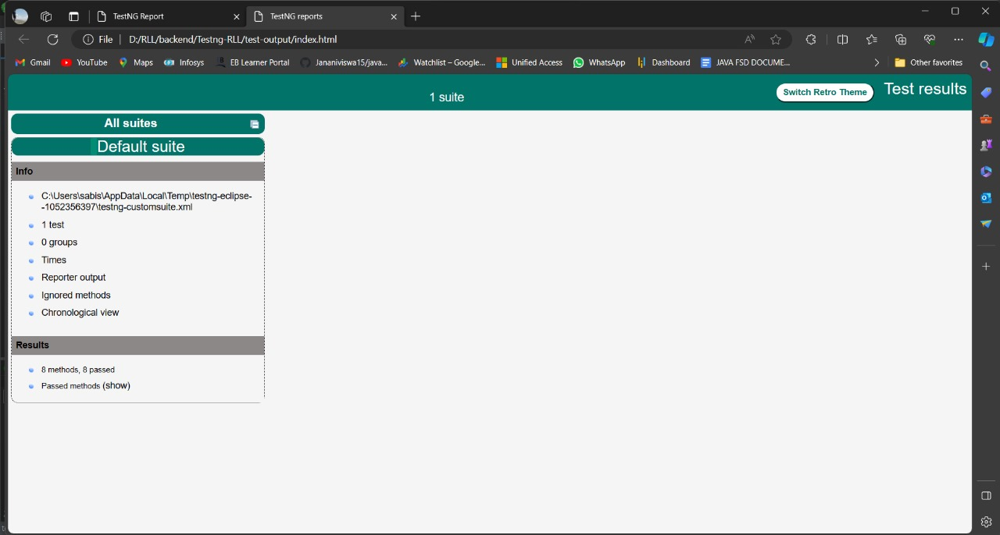 TestNG Report
TestNG reports
File
D:/RLL/backend/Testng-RLL/test-output/index.html
Gmail
YouTube
Maps
Infosys
EB Learner Portal
Jananiviswa15/java...
Watchlist – Google...
Unified Access
WhatsApp
Dashboard
JAVA FSD DOCUME...
Other favorites
1 suite
Switch Retro Theme
Test results
All suites
Default suite
Info
C:\Users\sabis\AppData\Local\Temp\testng-eclipse-
-1052356397\testng-customsuite.xml
1 test
0 groups
Times
Reporter output
Ignored methods
Chronological view
Results
8 methods, 8 passed
Passed methods (show)